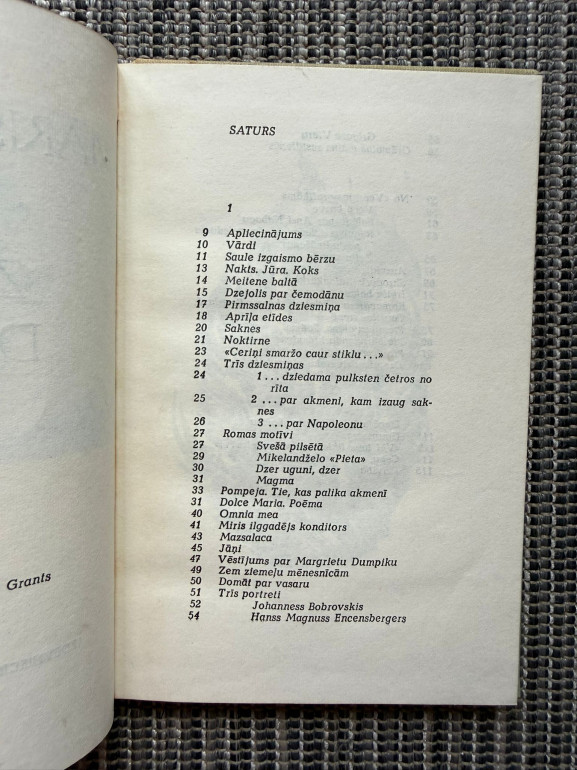 SATURS
1
9 Apliecinājums
10 Vārdi
11 Saule izgaismo bērzu
13 Nakts. Jūra. Koks
14 Meitene baltā
15 Dzejolis par čemodānu
17 Pirmssalnas dziesmiņa
18 Aprīļa etīdes
20 Saknes
21 Noktirne
23 «Ceriņi smaržo caur stiklu...»
24 Trīs dziesmiņas
24 1 ... dziedama pulksten četros no
rīta
25 2 ... par akmeni, kam izaug sak-
nes
26 3 ... par Napoleonu
27 Romas motīvi
27 Svešā pilsētā
29 Mikelandželo «Pieta»
30 Dzer uguni, dzer
31 Magma
33 Pompeja. Tie, kas palika akmenī
31 Dolce Maria. Poēma
40 Omnia mea
41 Miris ilggadējs konditors
43 Mazsalaca
45 Jāņi
47 Vēstījums par Margrietu Dumpiku
49 Zem ziemeļu mēnesnīcām
50 Domāt par vasaru
51 Trīs portreti
52 Johanness Bobrovskis
54 Hanss Magnuss Encensbergers
Grants